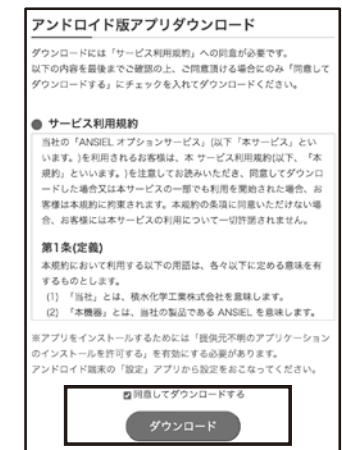 アンドロイド版アプリダウンロード
ダウンロードには「サービス利用規約」への同意が必要です。
以下の内容を最後までご確認の上、ご同意頂ける場合にのみ「同意して
ダウンロードする」にチェックを入れてダウンロードください。
● サービス利用規約
当社の「ANSIEL オプションサービス」(以下「本サービス」とい
います。)を利用されるお客様は、本 サービス利用規約(以下、「本
規約」といいます。)を注意してお読みいただき、同意してダウンロ
ードした場合又は本サービスの一部でも利用を開始された場合、お
客様は本規約に拘束されます。本規約の条項に同意いただけない場
合、お客様には本サービスの利用について一切許諾されません。
第1条(定義)
本規約において利用する以下の用語は、各々以下に定める意味を有
するものとします。
(1) 「当社」とは、積水化学工業株式会社を意味します。
(2) 「本機器」とは、当社の製品である ANSIEL を意味します。
※アプリをインストールするためには「提供元不明のアプリケーション
のインストールを許可する」を有効にする必要があります。
アンドロイド端末の「設定」アプリから設定をおこなってください。
同意してダウンロードする
ダウンロード